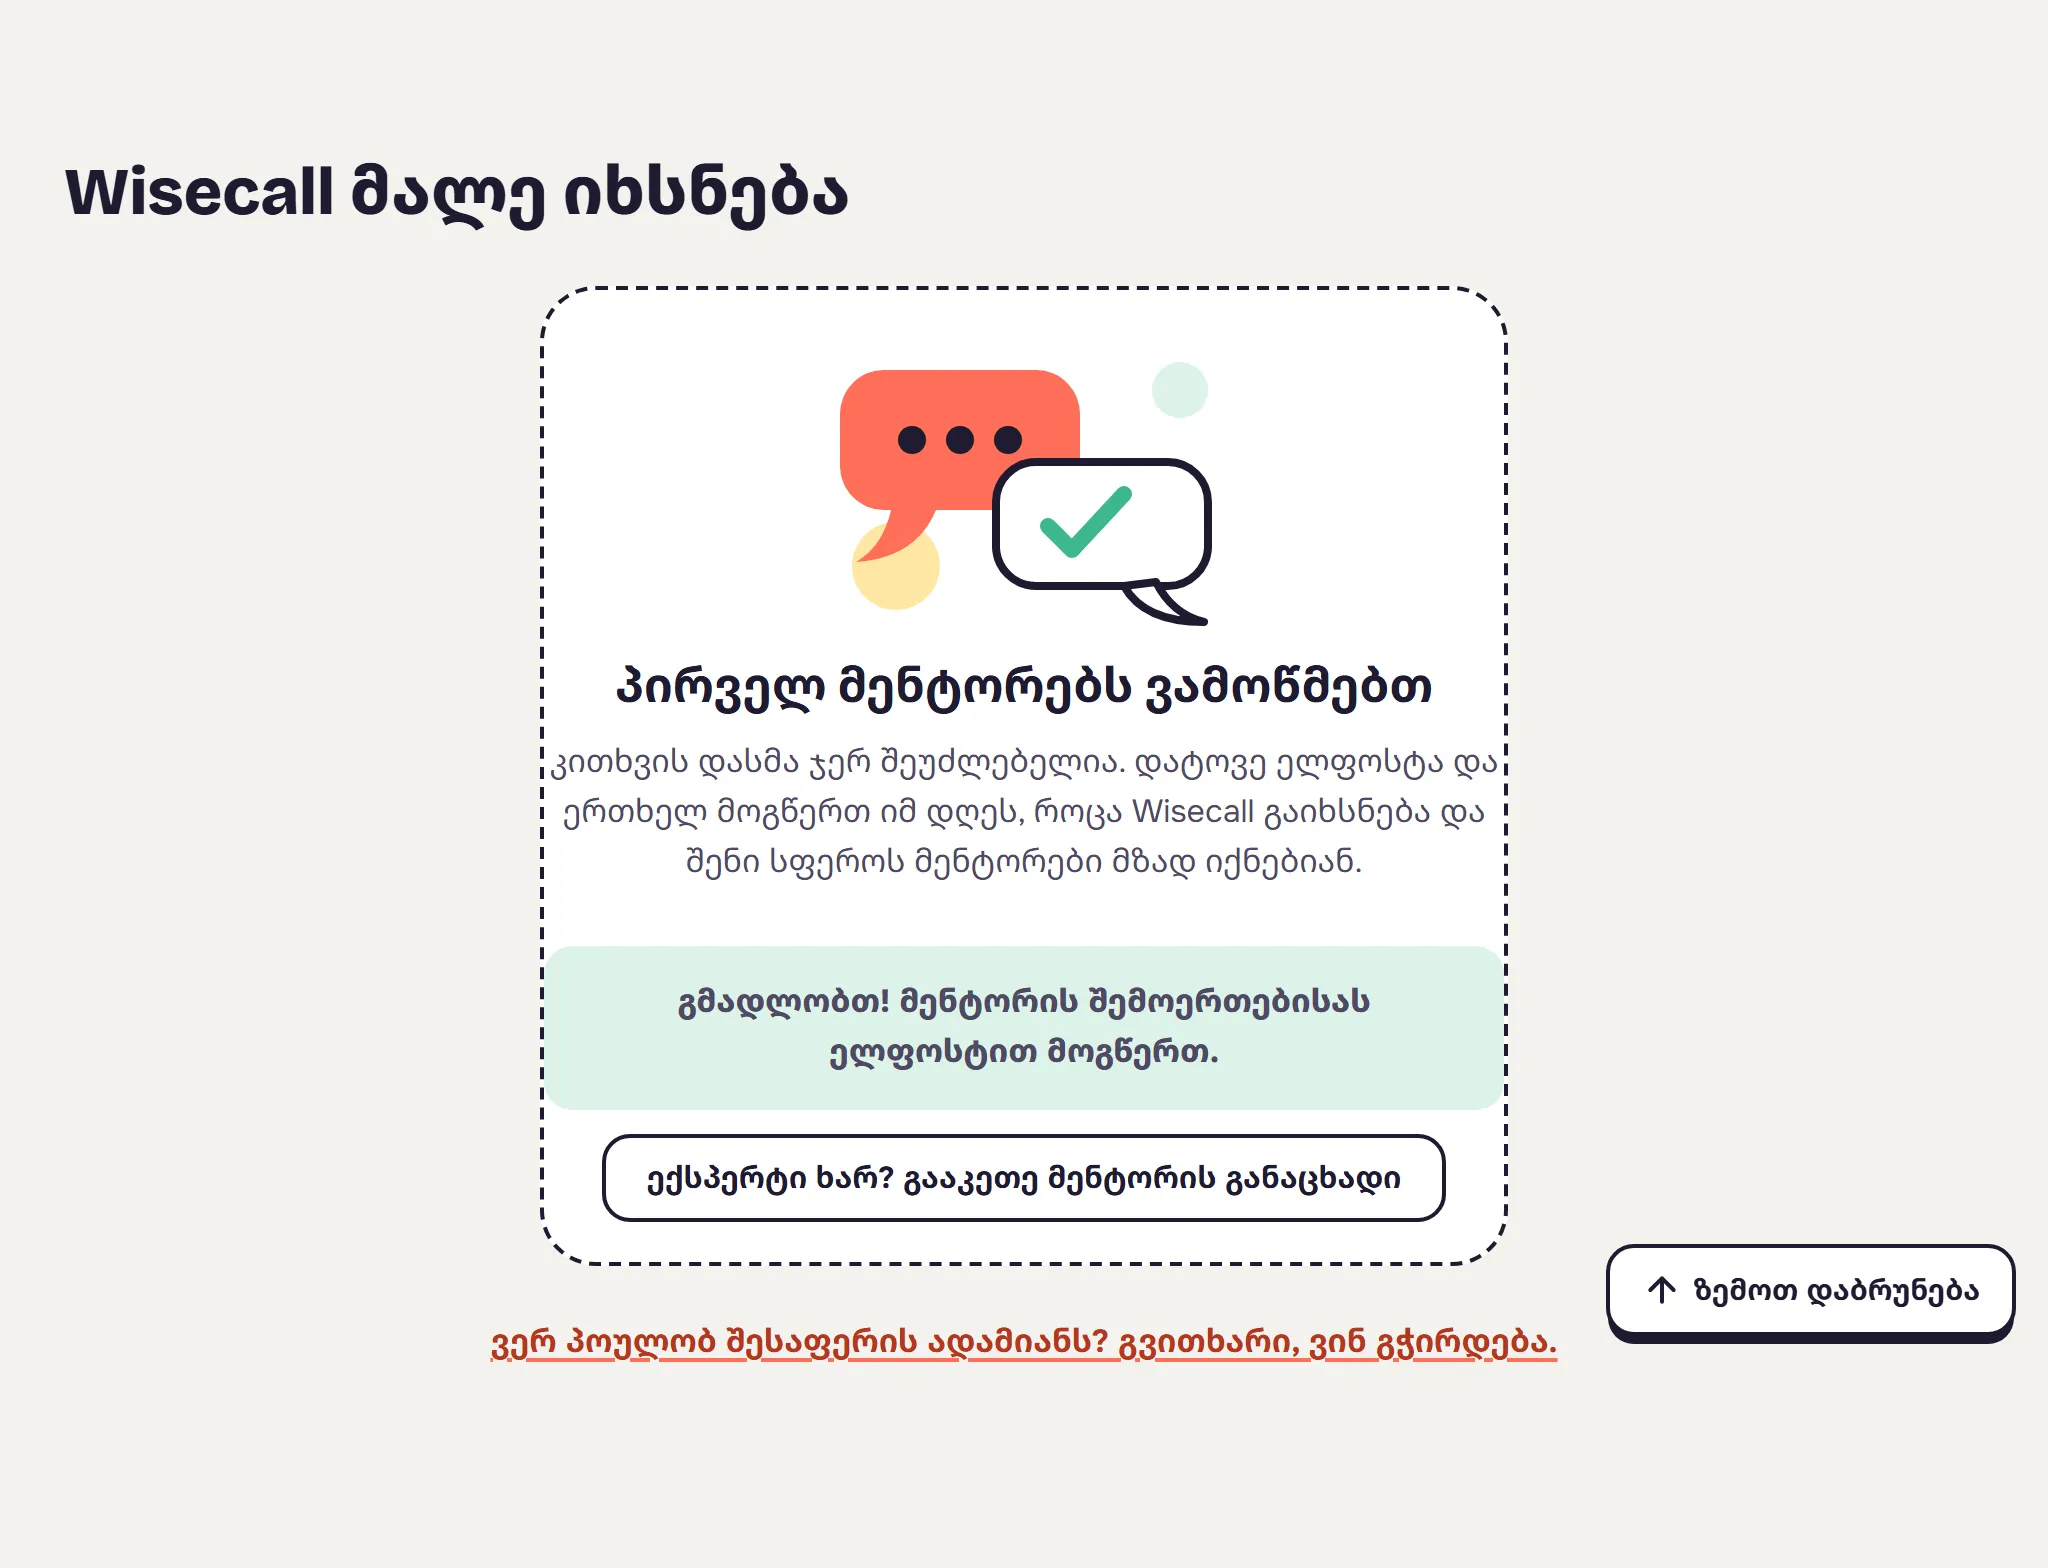 Wisecall მალე იხსნება
პირველ მენტორებს ვამოწმებთ
კითხვის დასმა ჯერ შეუძლებელია. დატოვე ელფოსტა და
ერთხელ მოგწერთ იმ დღეს, როცა Wisecall გაიხსნება და
შენი სფეროს მენტორები მზად იქნებიან.
გმადლობთ! მენტორის შემოერთებისას
ელფოსტით მოგწერთ.
ექსპერტი ხარ? გააკეთე მენტორის განაცხადი
ზემოთ დაბრუნება
ვერ პოულობ შესაფერის ადამიანს? გვითხარი, ვინ გჭირდება.